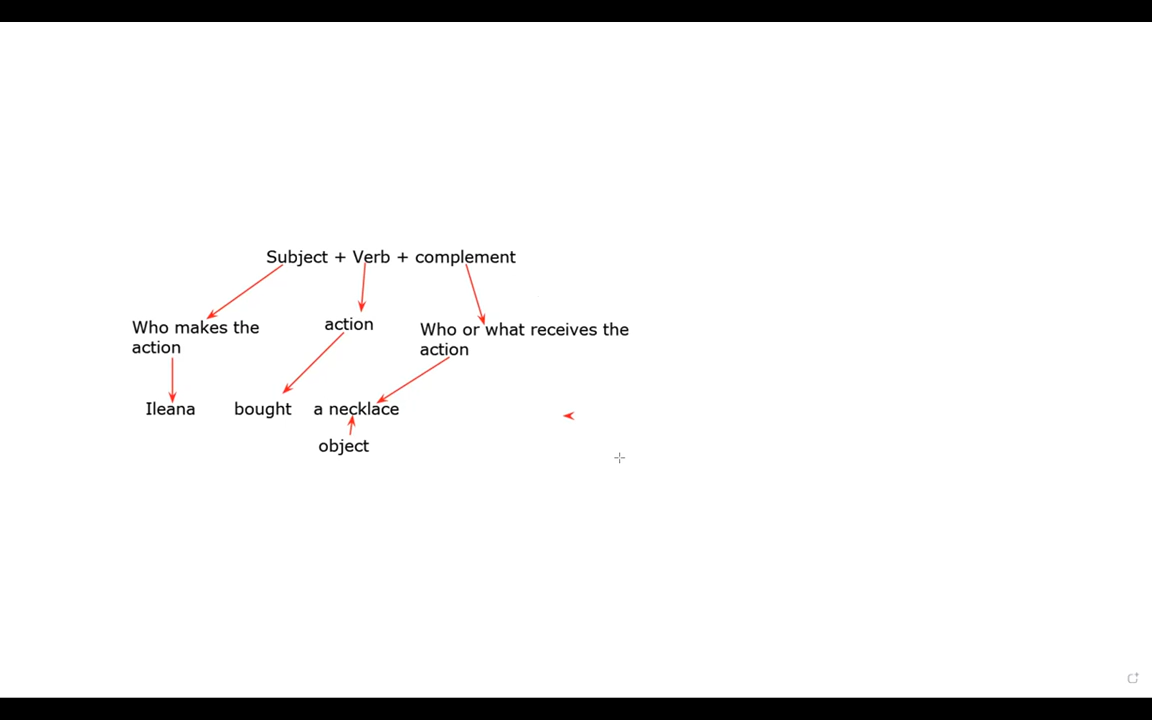 Subject + Verb + complement
Who makes the
action
action
Who or what receives the
action
Ileana bought a necklace
object